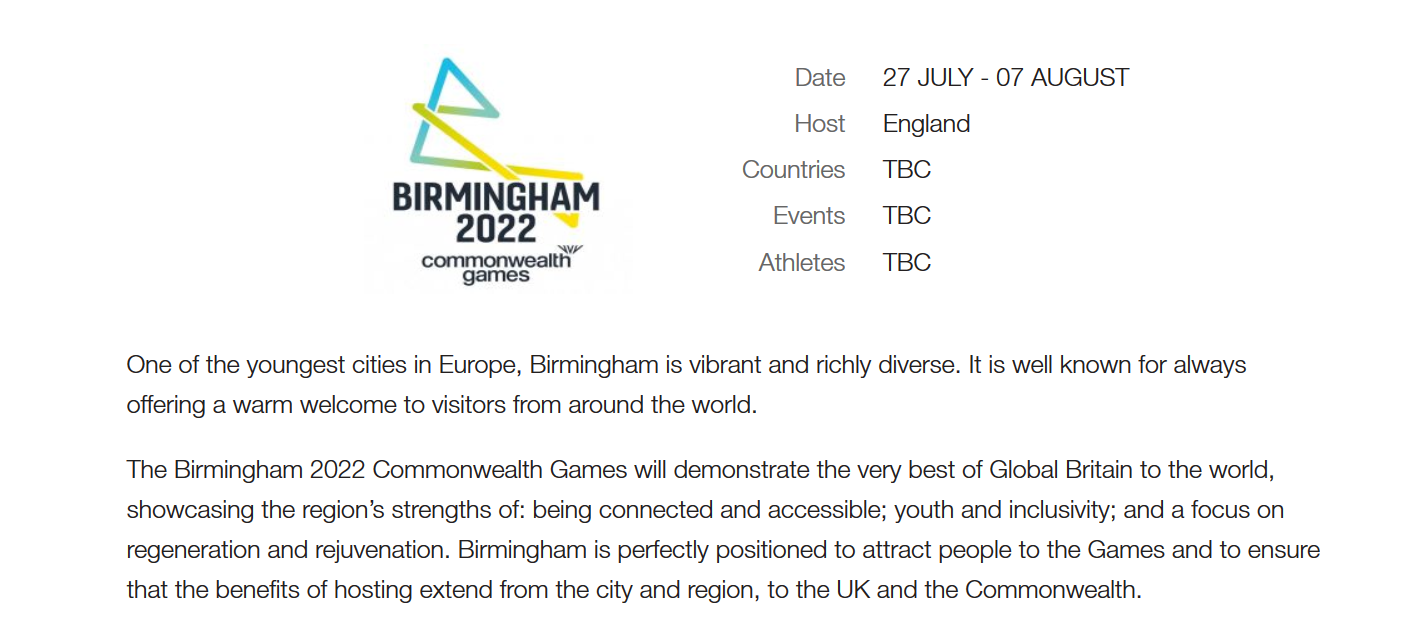 BIRMINGHAM
2022
commonwealth
games
Date 27 JULY - 07 AUGUST
Host England
Countries TBC
Events TBC
Athletes TBC
One of the youngest cities in Europe, Birmingham is vibrant and richly diverse. It is well known for always
offering a warm welcome to visitors from around the world.
The Birmingham 2022 Commonwealth Games will demonstrate the very best of Global Britain to the world,
showcasing the region’s strengths of: being connected and accessible; youth and inclusivity; and a focus on
regeneration and rejuvenation. Birmingham is perfectly positioned to attract people to the Games and to ensure
that the benefits of hosting extend from the city and region, to the UK and the Commonwealth.